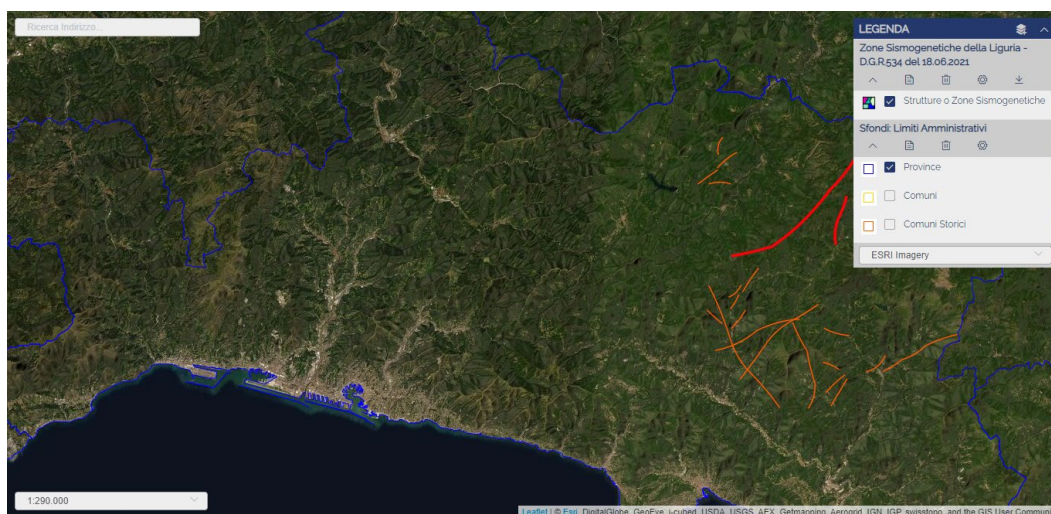 Ricerca Indirizzo...
LEGENDA
Zone Sismogenetiche della Liguria -
D.G.R.534 del 18.06.2021
Strutture o Zone Sismogenetiche
Sfondi: Limiti Amministrativi
Province
Comuni
Comuni Storici
ESRI Imagery
1:290.000
Leaflet | © Esri, DigitalGlobe, GeoEye, i-cubed, USDA, USGS, AEX, Getmapping, Aerogrid, IGN, IGP, swisstopo, and the GIS User Communi